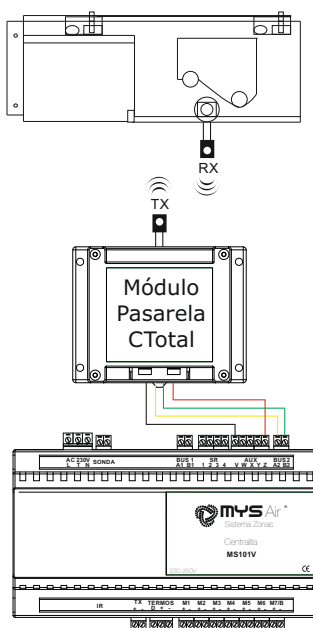 RX
TX
Módulo
Pasarela
CTotal
AC 230V BUS 1 SR AUX BUS 2
L T N SONDA A1 B1 1 2 3 4 V W X Y Z A2 B2
MYS Air
Sistema Zonas
Centralita
MS101V
230-260V CE
IR TX TERMOS M1 M2 M3 M4 M5 M6 M7/B
+ - D + - + - + - + - + - + - + - + -